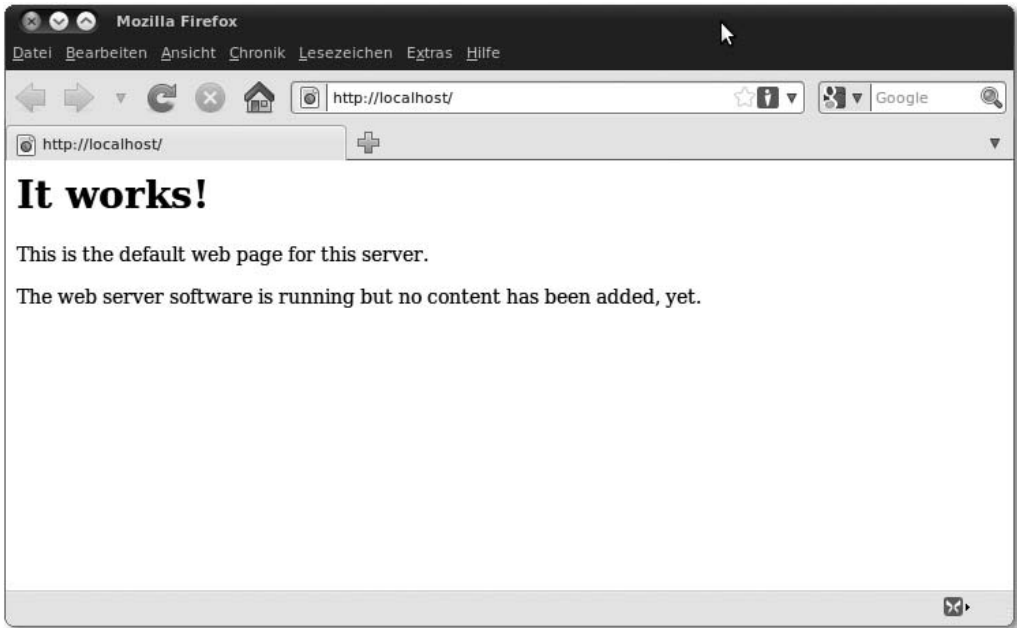 Mozilla Firefox
Datei Bearbeiten Ansicht Chronik Lesezeichen Extras Hilfe
http://localhost/ Google
http://localhost/
It works!
This is the default web page for this server.
The web server software is running but no content has been added, yet.